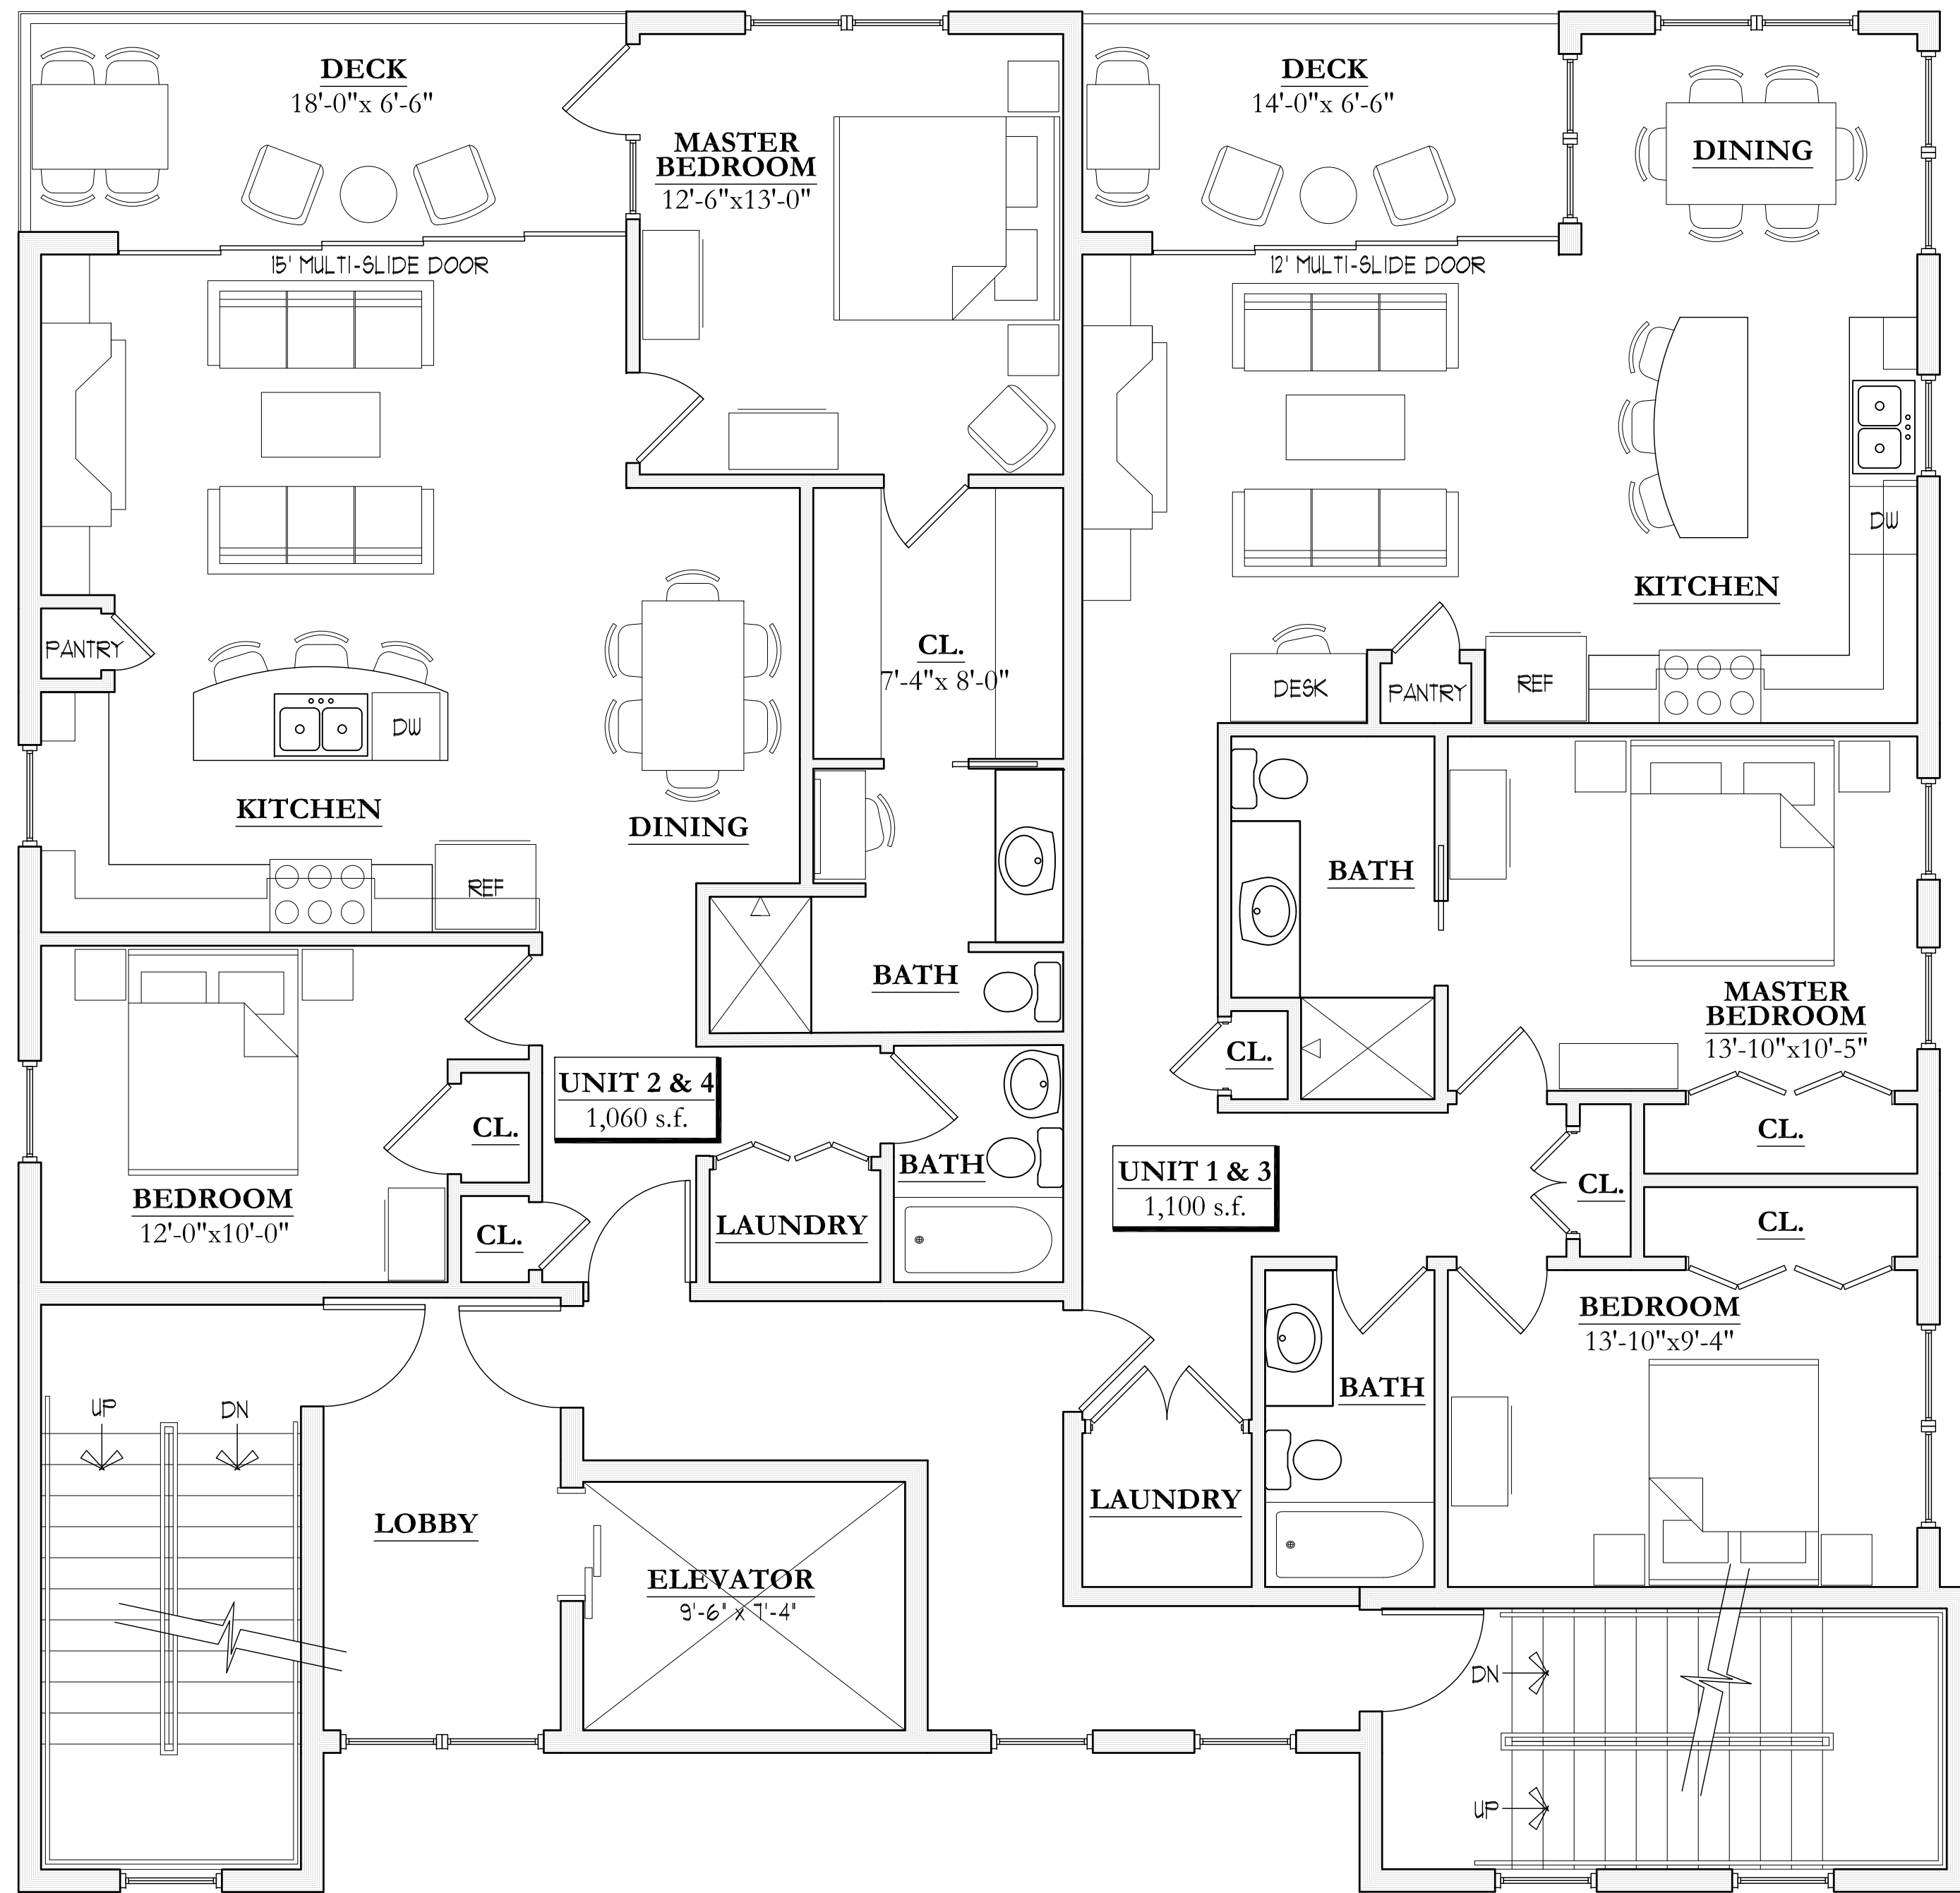 DECK
18'-0"x 6'-6"
MASTER
BEDROOM
12'-6"x13'-0"
15' MULTI-SLIDE DOOR
PANTRY
DW
KITCHEN
REF
DINING
CL.
7'-4"x 8'-0"
BATH
BEDROOM
12'-0"x10'-0"
CL.
CL.
UNIT 2 & 4
1,060 s.f.
LAUNDRY
BATH
DECK
14'-0"x 6'-6"
DINING
12' MULTI-SLIDE DOOR
DW
KITCHEN
DESK
PANTRY
REF
BATH
MASTER
BEDROOM
13'-10"x10'-5"
CL.
CL.
CL.
CL.
UNIT 1 & 3
1,100 s.f.
BEDROOM
13'-10"x9'-4"
BATH
LAUNDRY
UP
DN
LOBBY
ELEVATOR
9'-6" x 7'-4"
DN
UP